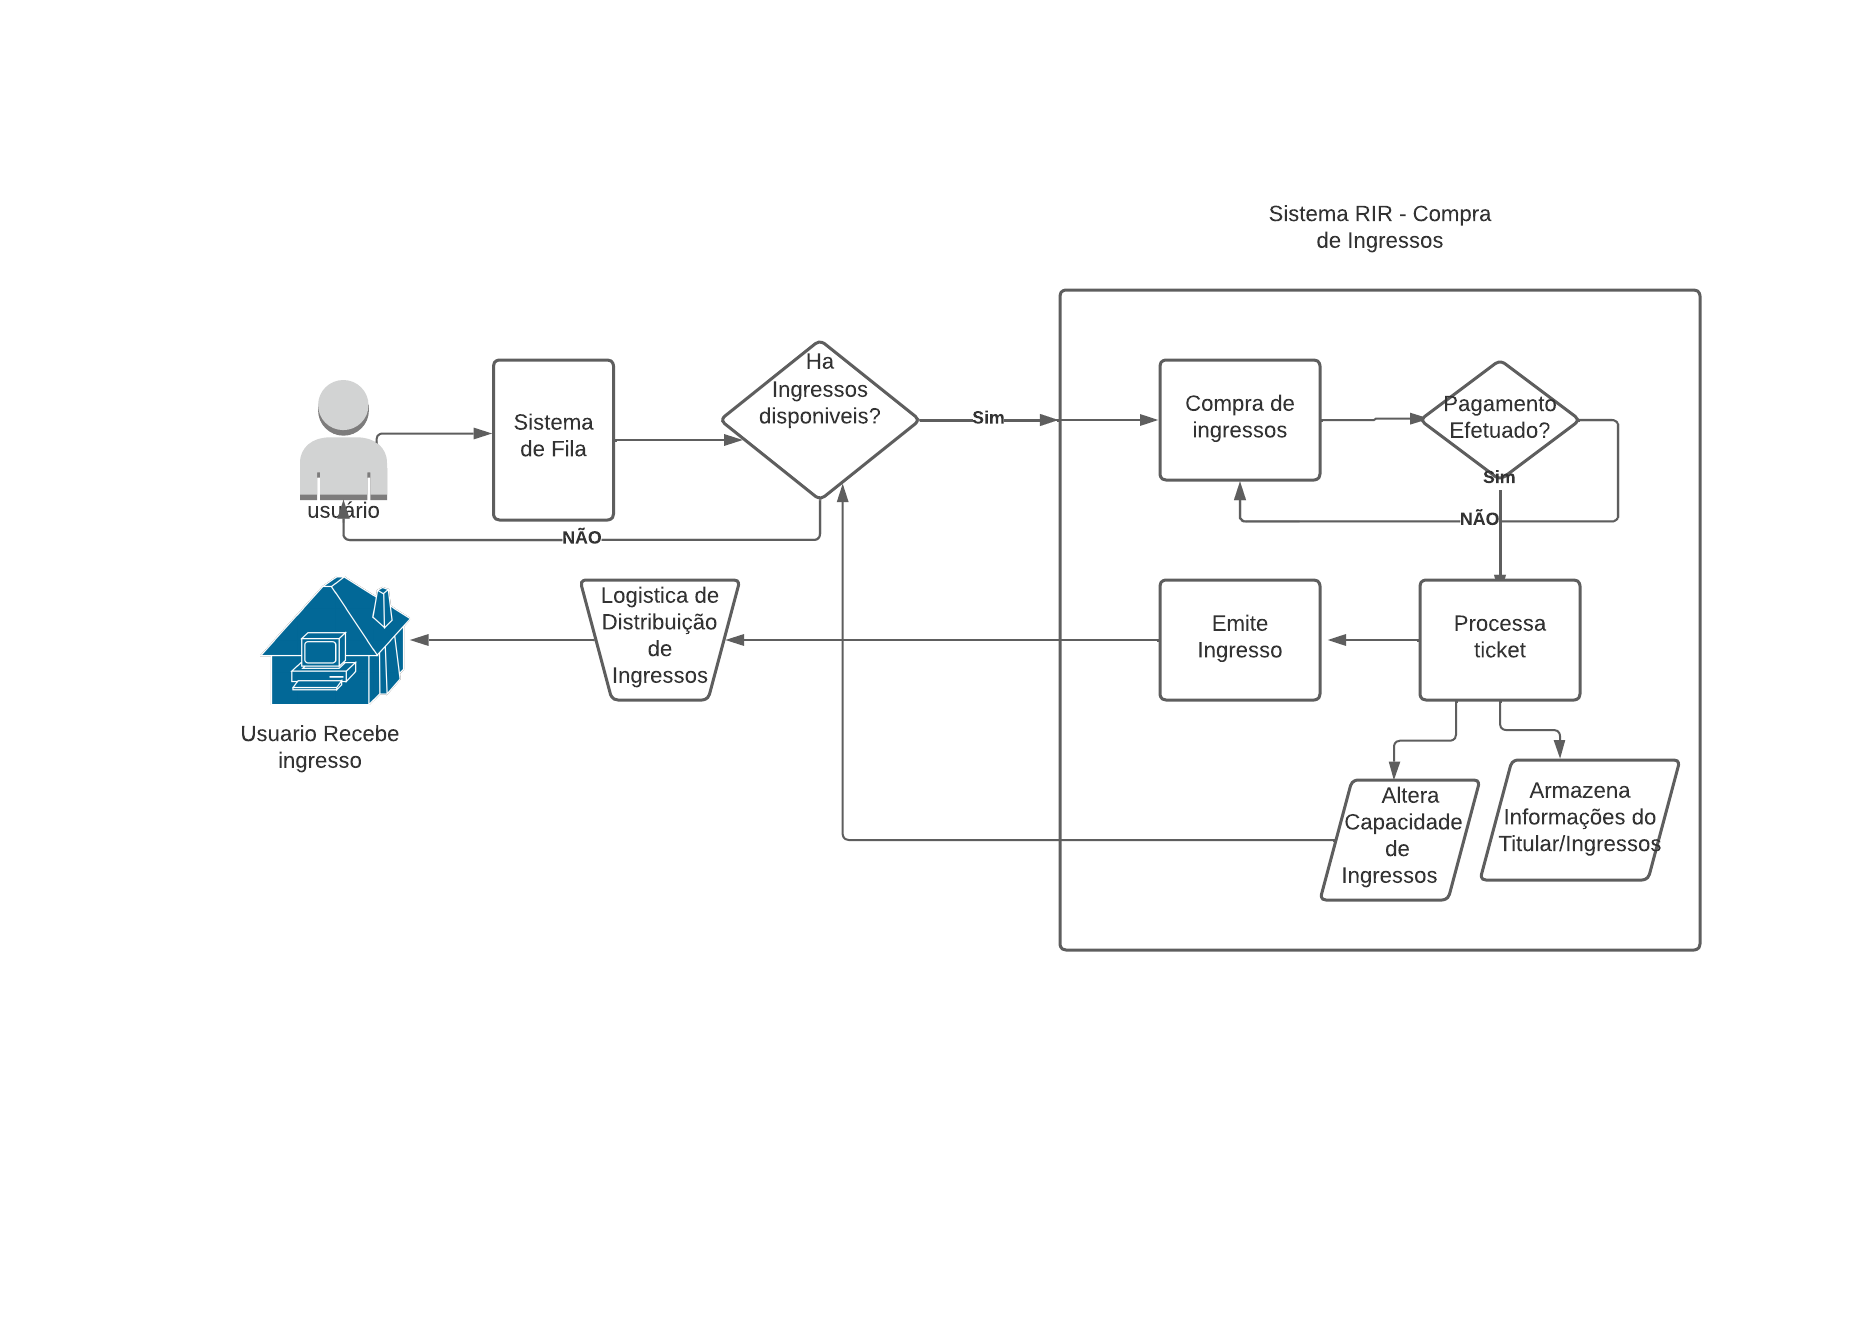 Sistema RIR - Compra
de Ingressos
usuário
Sistema
de Fila
Ha
Ingressos
disponiveis?
Sim
NÃO
Compra de
ingressos
Pagamento
Efetuado?
Sim
NÃO
Processa
ticket
Emite
Ingresso
Logistica de
Distribuição
de
Ingressos
Usuario Recebe
ingresso
Altera
Capacidade
de
Ingressos
Armazena
Informações do
Titular/Ingressos